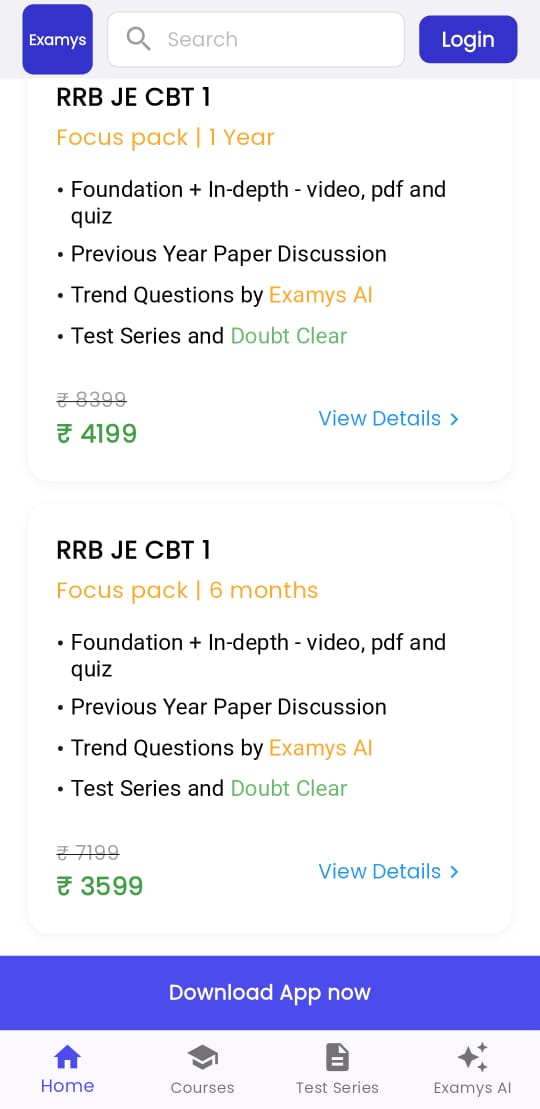 Examys
Search
Login
RRB JE CBT 1
Focus pack | 1 Year
• Foundation + In-depth - video, pdf and
quiz
• Previous Year Paper Discussion
• Trend Questions by Examys AI
• Test Series and Doubt Clear
₹ 8399
₹ 4199
View Details >
RRB JE CBT 1
Focus pack | 6 months
• Foundation + In-depth - video, pdf and
quiz
• Previous Year Paper Discussion
• Trend Questions by Examys AI
• Test Series and Doubt Clear
₹ 7199
₹ 3599
View Details >
Download App now
Home
Courses
Test Series
Examys AI